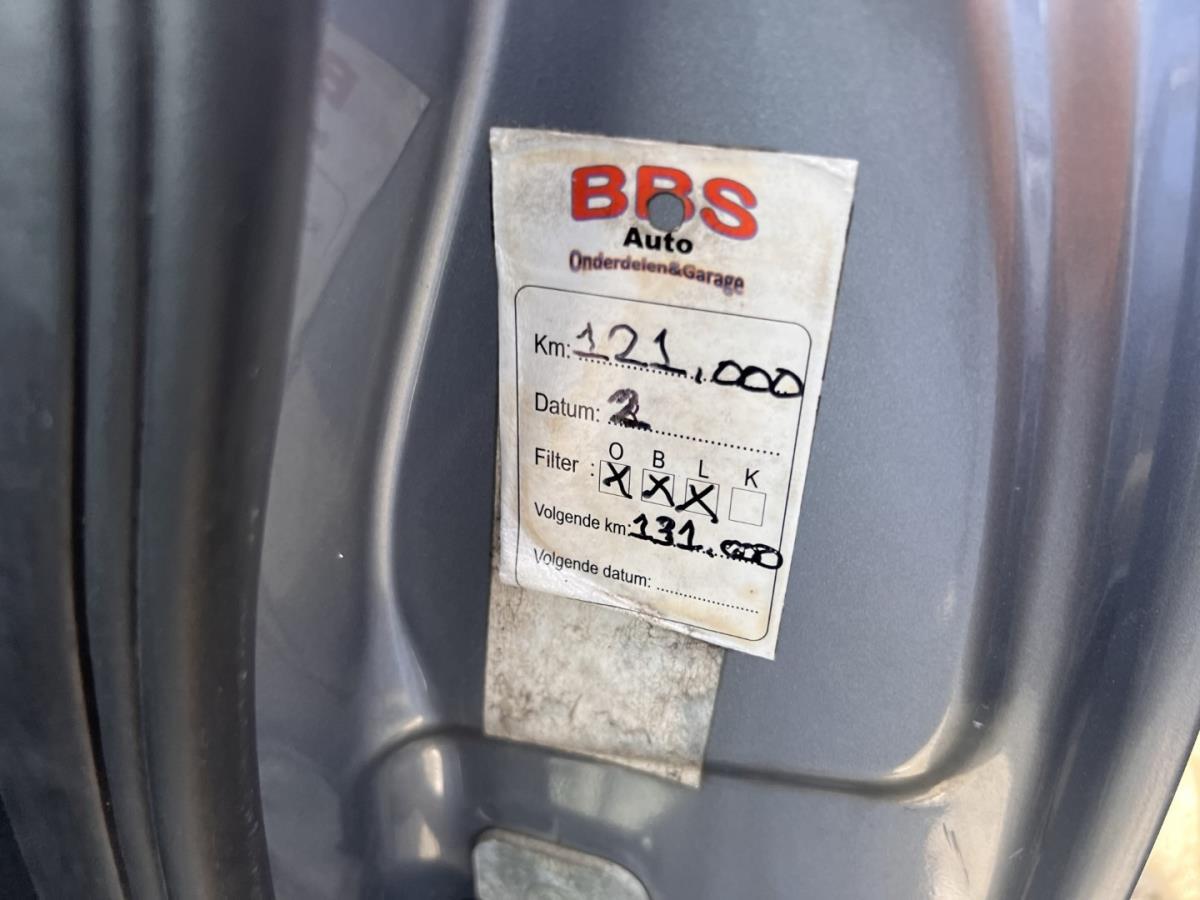 BBS
Auto
Onderdelen&Garage
Km: 121.000
Datum: 2
O B L K
Filter : X X X
Volgende km: 131.000
Volgende datum: